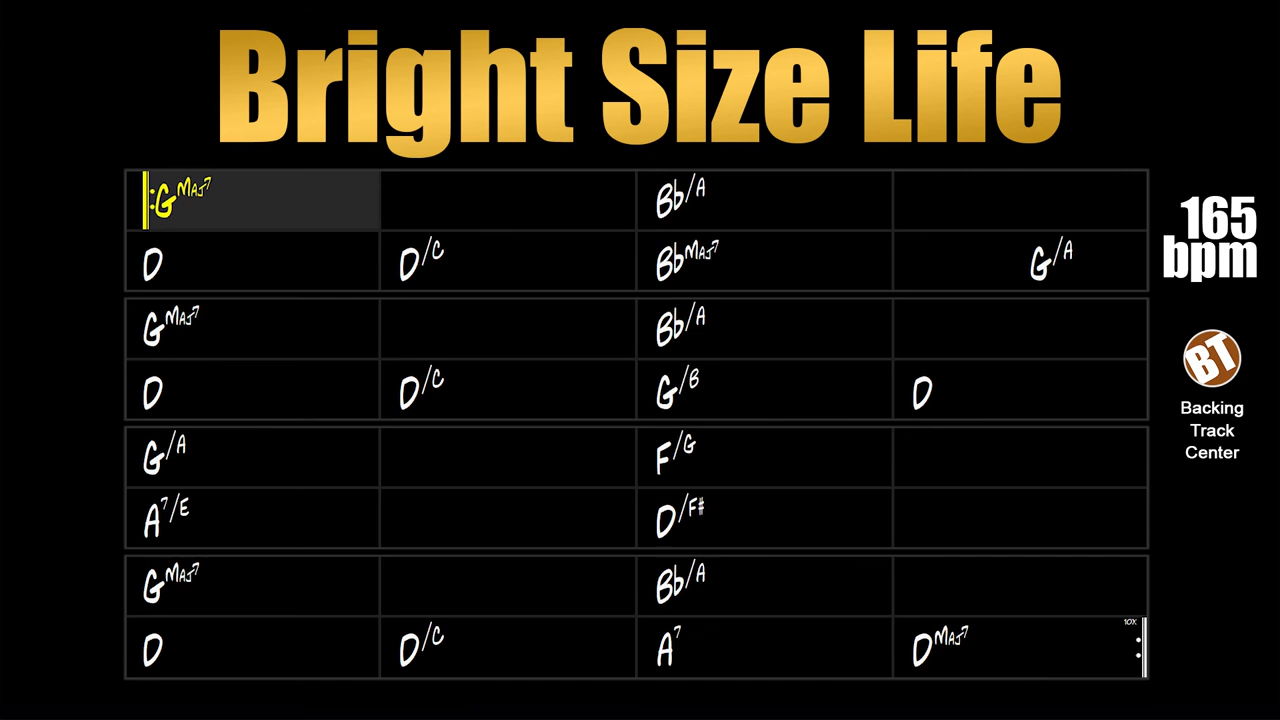 Bright Size Life
:GMaj7 Bb/A
D D/C BbMaj7 G/A
GMaj7 Bb/A
D D/C G/B D
G/A F/G
A7/E D/F#
GMaj7 Bb/A
D D/C A7 DMaj7
10X
165
bpm
BT
Backing
Track
Center